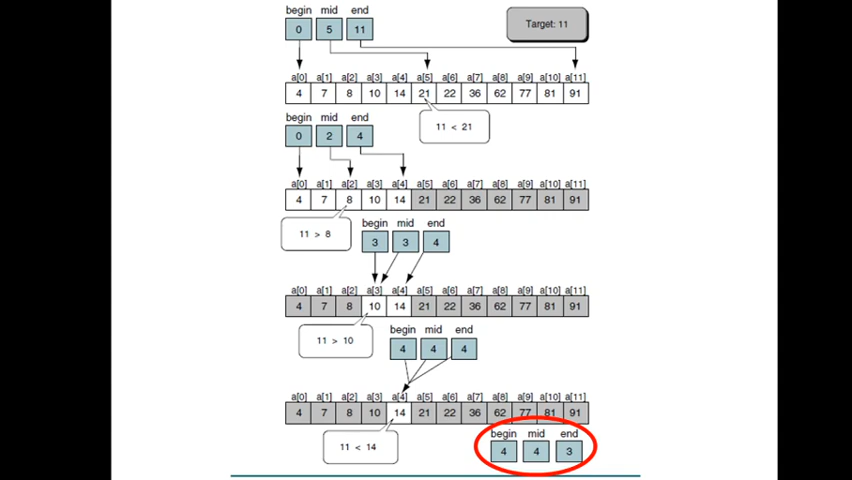 begin mid end
0 5 11
Target: 11
a[0] a[1] a[2] a[3] a[4] a[5] a[6] a[7] a[8] a[9] a[10] a[11]
4 7 8 10 14 21 22 36 62 77 81 91
11 < 21
begin mid end
0 2 4
a[0] a[1] a[2] a[3] a[4] a[5] a[6] a[7] a[8] a[9] a[10] a[11]
4 7 8 10 14 21 22 36 62 77 81 91
11 > 8
begin mid end
3 3 4
a[0] a[1] a[2] a[3] a[4] a[5] a[6] a[7] a[8] a[9] a[10] a[11]
4 7 8 10 14 21 22 36 62 77 81 91
11 > 10
begin mid end
4 4 4
a[0] a[1] a[2] a[3] a[4] a[5] a[6] a[7] a[8] a[9] a[10] a[11]
4 7 8 10 14 21 22 36 62 77 81 91
11 < 14
begin mid end
4 4 3